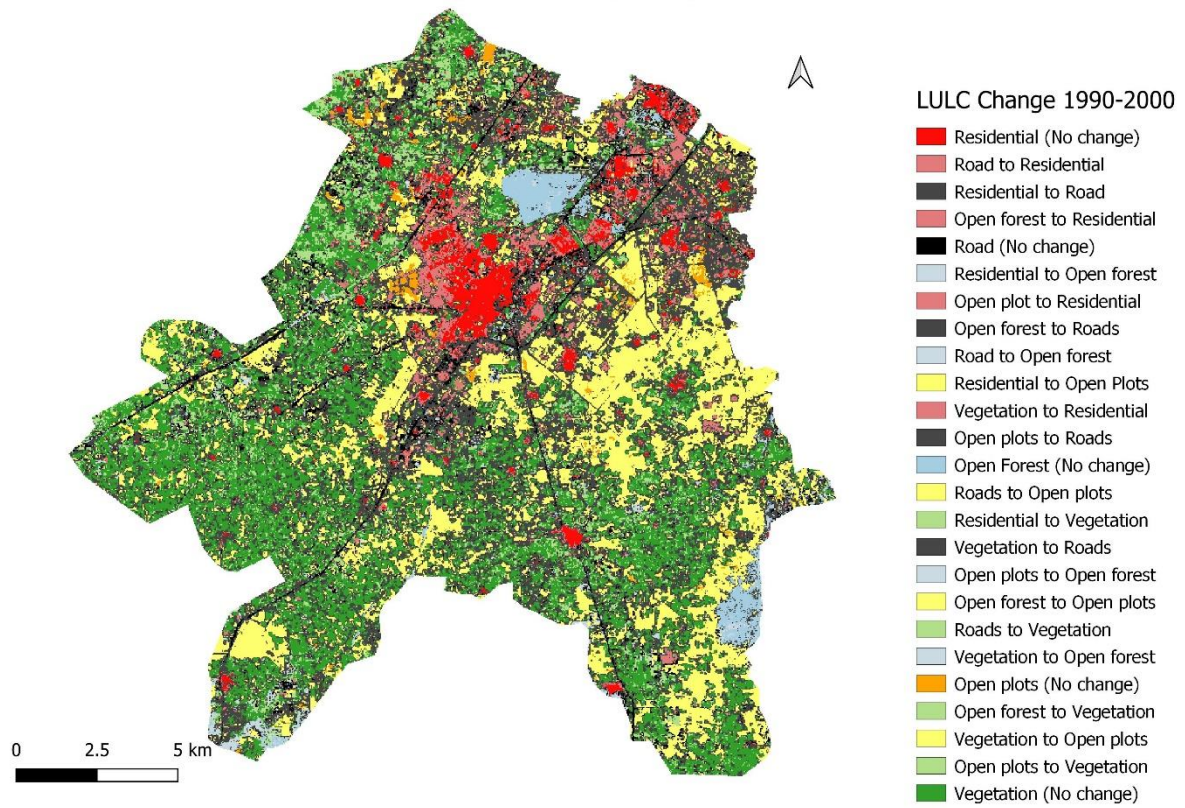 LULC Change 1990-2000
Residential (No change)
Road to Residential
Residential to Road
Open forest to Residential
Road (No change)
Residential to Open forest
Open plot to Residential
Open forest to Roads
Road to Open forest
Residential to Open Plots
Vegetation to Residential
Open plots to Roads
Open Forest (No change)
Roads to Open plots
Residential to Vegetation
Vegetation to Roads
Open plots to Open forest
Open forest to Open plots
Roads to Vegetation
Vegetation to Open forest
Open plots (No change)
Open forest to Vegetation
Vegetation to Open plots
Open plots to Vegetation
Vegetation (No change)
0 2.5 5 km